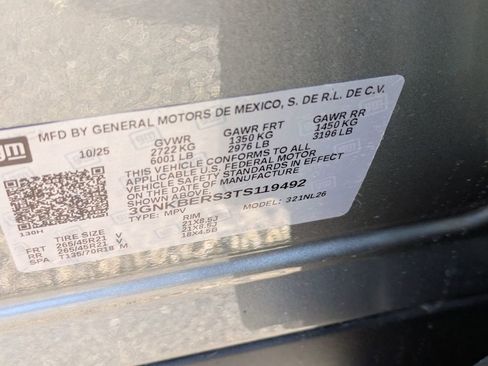 gm MFD BY GENERAL MOTORS DE MEXICO, S. DE R.L. DE C.V.
10/25 GVWR GAWR FRT GAWR RR
2722 KG 1350 KG 1450 KG
6001 LB 2976 LB 3196 LB
THIS VEHICLE CONFORMS TO ALL
APPLICABLE U.S. FEDERAL MOTOR
VEHICLE SAFETY STANDARDS IN EFFECT
ON THE DATE OF MANUFACTURE SHOWN ABOVE.
3GNKBERS3TS119492
130H TYPE: MPV MODEL: 321NL26
TIRE SIZE RIM
FRT 265/45R21 V 21X8.5J
RR 265/45R21 V 21X8.5J
SPA T135/70R18 M 18X4.5B